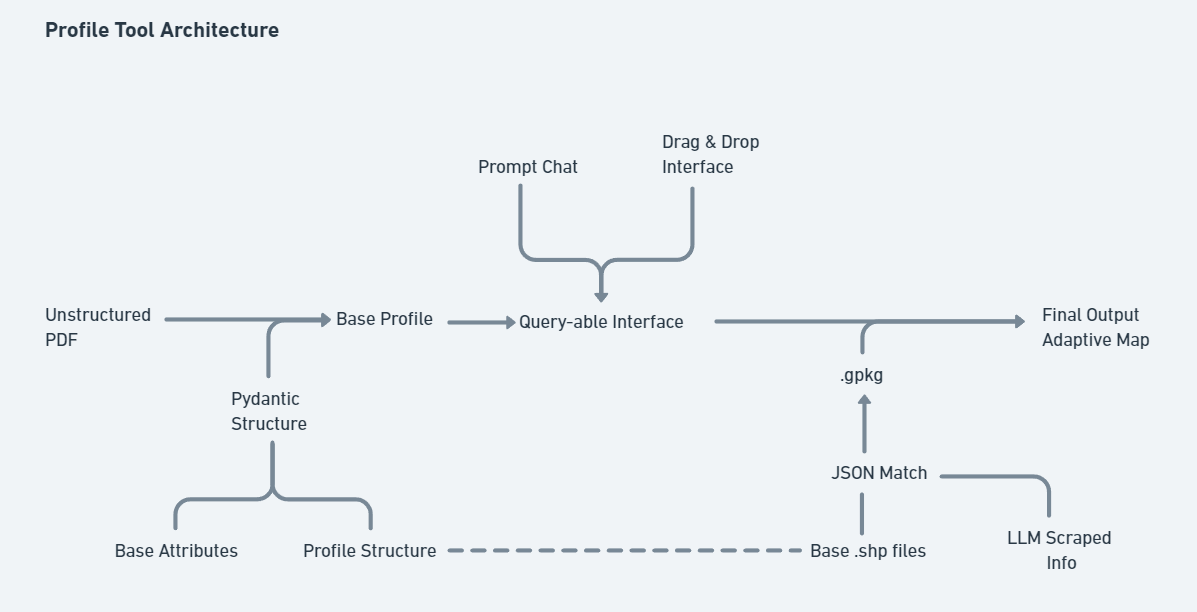 Profile Tool Architecture
Prompt Chat
Drag & Drop
Interface
Unstructured
PDF
Base Profile
Query-able Interface
Final Output
Adaptive Map
.gpkg
Pydantic
Structure
JSON Match
Base Attributes
Profile Structure
Base .shp files
LLM Scraped
Info